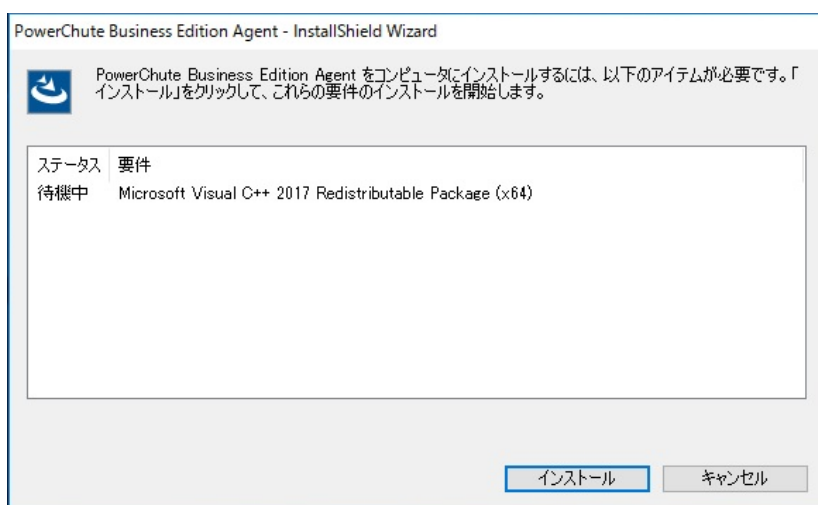 PowerChute Business Edition Agent - InstallShield Wizard
PowerChute Business Edition Agent をコンピュータにインストールするには、以下のアイテムが必要です。「
インストール」をクリックして、これらの要件のインストールを開始します。
ステータス 要件
待機中 Microsoft Visual C++ 2017 Redistributable Package (x64)
インストール キャンセル